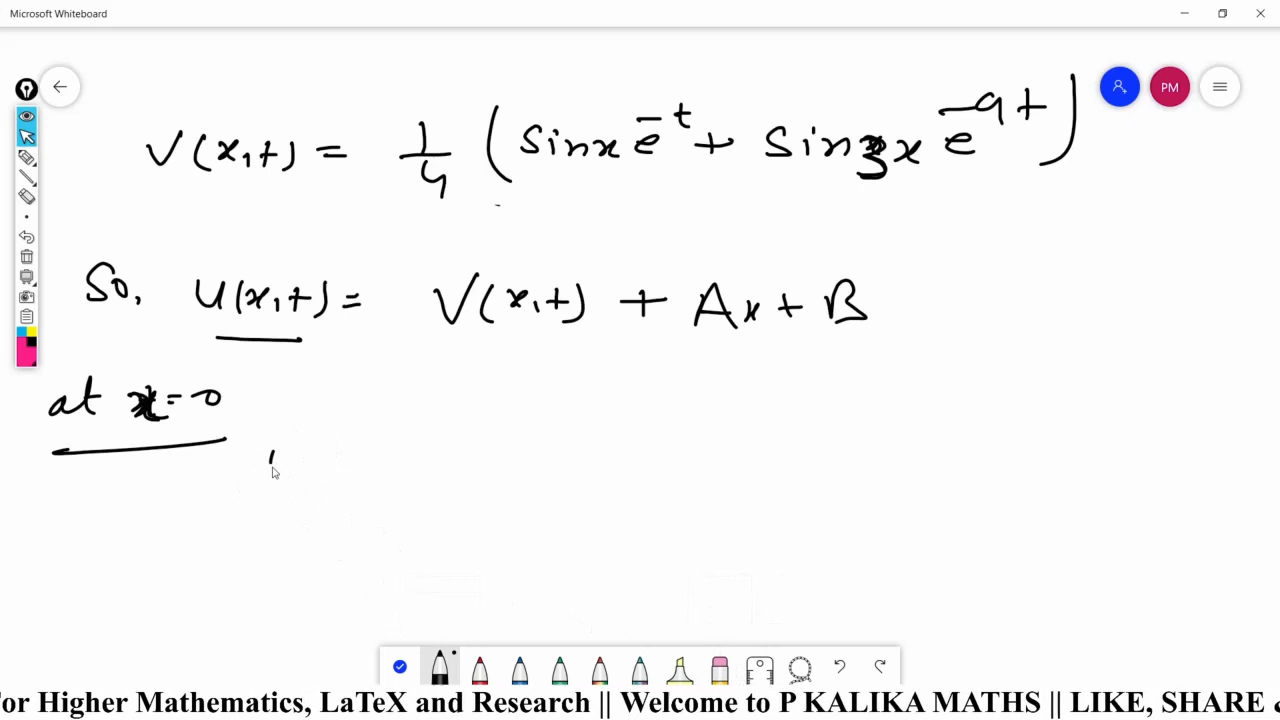 Microsoft Whiteboard
PM
V(x,t) = 1/4 (Sinx e^-t + Sin3x e^-9t)
So, U(x,t) = V(x,t) + Ax + B
at x=0
For Higher Mathematics, LaTeX and Research || Welcome to P KALIKA MATHS || LIKE, SHARE &